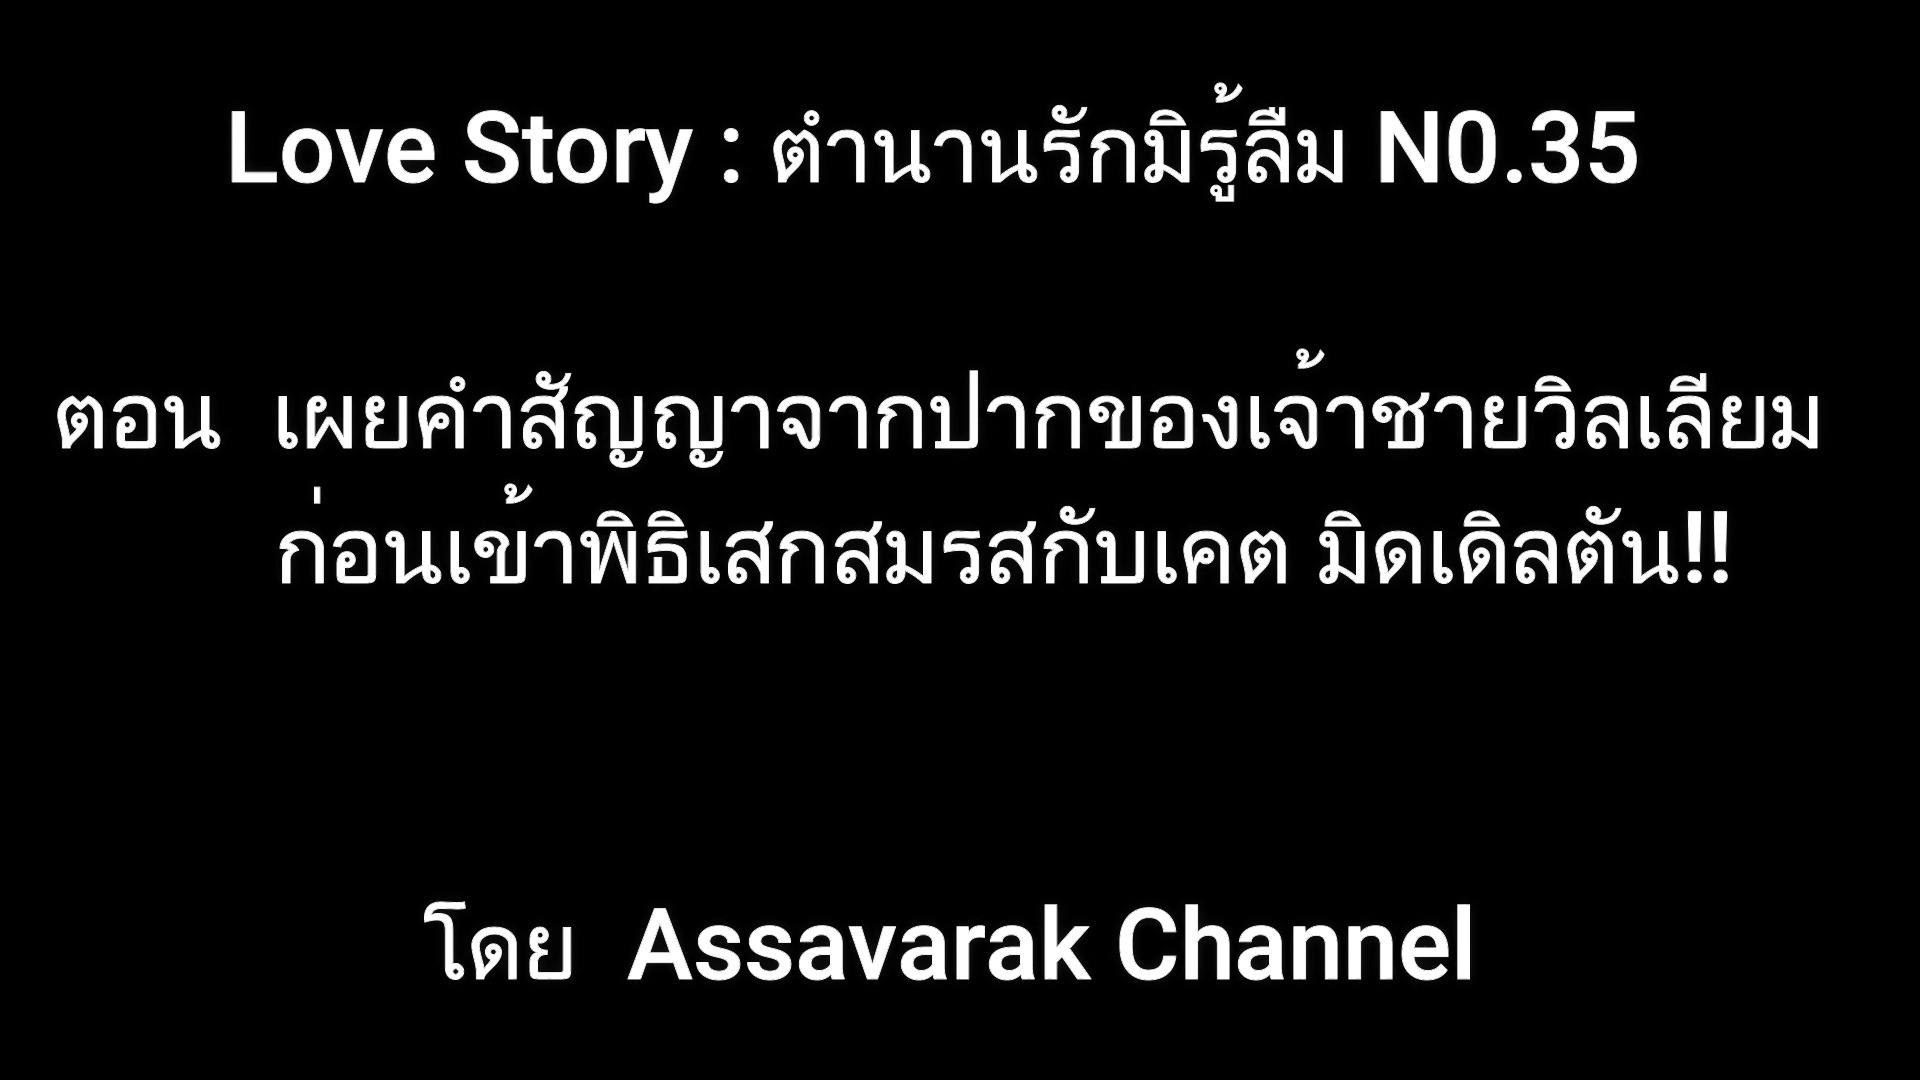 Love Story : ตำนานรักมิรู้ลืม N0.35
ตอน เผยคำสัญญาจากปากของเจ้าชายวิลเลียม
ก่อนเข้าพิธิเสกสมรสกับเคต มิดเดิลตัน!!
โดย Assavarak Channel